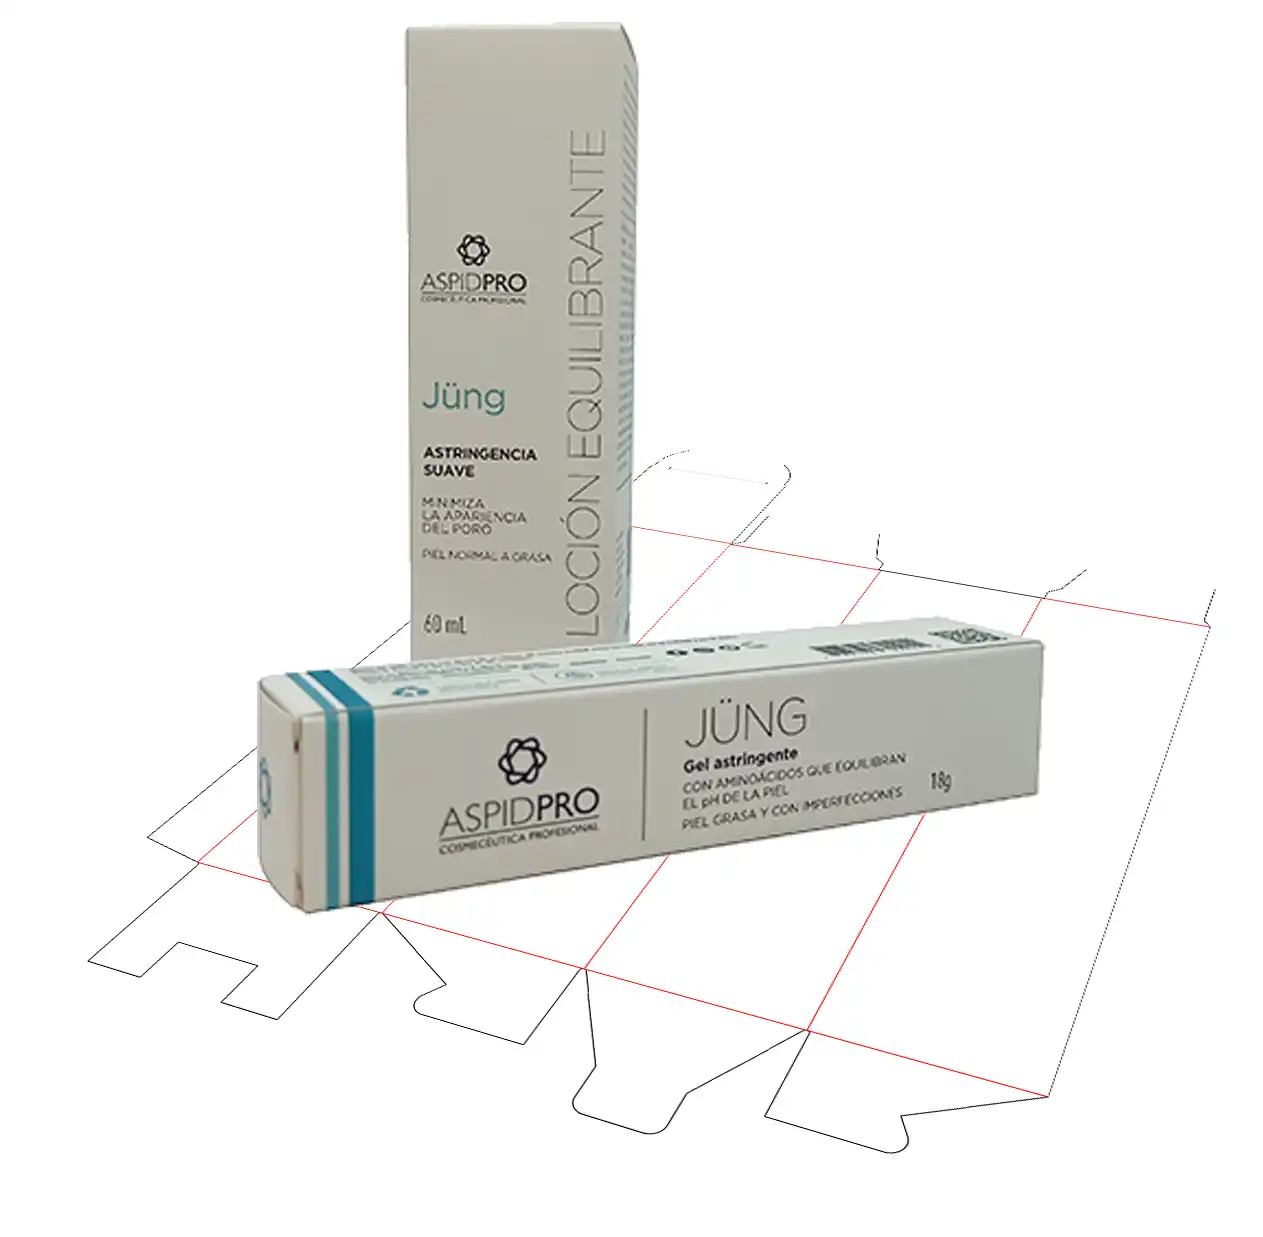 ASPIDPRO
COSMECÉUTICA PROFESIONAL
Jüng
ASTRINGENCIA
SUAVE
MINIMIZA
LA APARIENCIA
DEL PORO
PIEL NORMAL A GRASA
60 mL
LOCIÓN EQUILIBRANTE
ASPIDPRO
COSMECÉUTICA PROFESIONAL
JÜNG
Gel astringente
CON AMINOÁCIDOS QUE EQUILIBRAN
EL pH DE LA PIEL
PIEL GRASA Y CON IMPERFECCIONES
18g